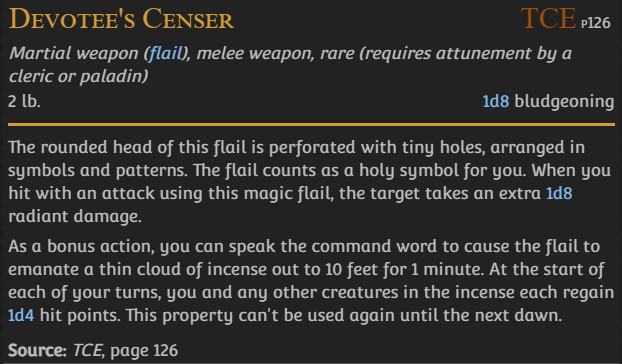 Devotee's Censer TCE p126
Martial weapon (flail), melee weapon, rare (requires attunement by a
cleric or paladin)
2 lb. 1d8 bludgeoning
The rounded head of this flail is perforated with tiny holes, arranged in
symbols and patterns. The flail counts as a holy symbol for you. When you
hit with an attack using this magic flail, the target takes an extra 1d8
radiant damage.
As a bonus action, you can speak the command word to cause the flail to
emanate a thin cloud of incense out to 10 feet for 1 minute. At the start of
each of your turns, you and any other creatures in the incense each regain
1d4 hit points. This property can't be used again until the next dawn.
Source: TCE, page 126